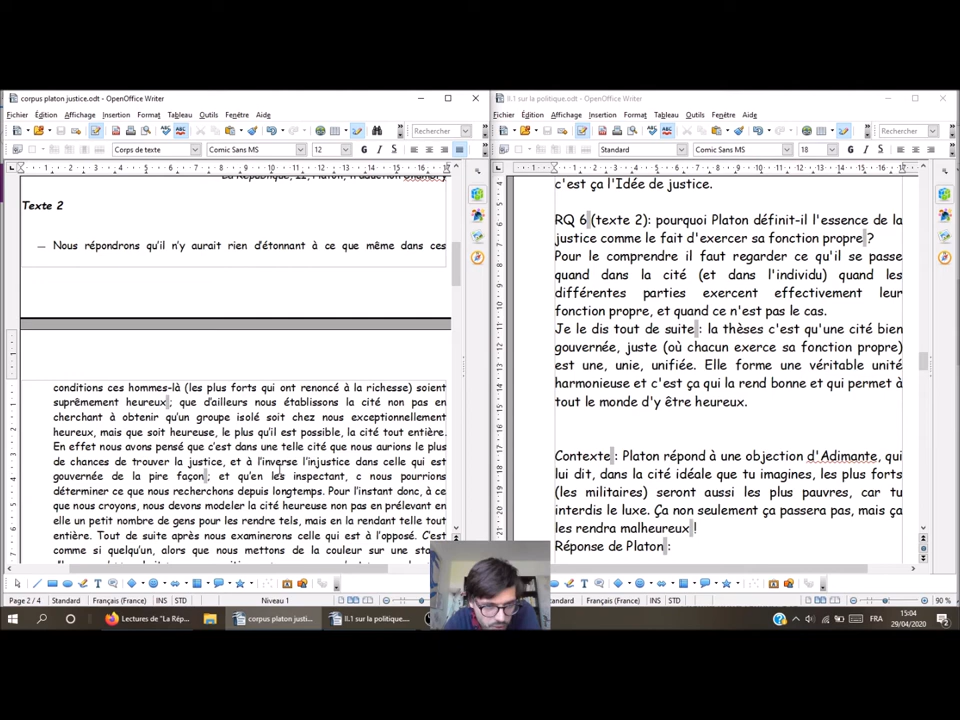 corpus platon justice.odt - OpenOffice Writer
Fichier Édition Affichage Insertion Format Tableau Outils Fenêtre Aide
Rechercher
Corps de texte Comic Sans MS 12 G I S
Texte 2
— Nous répondrons qu'il n'y aurait rien d'étonnant à ce que même dans ces
conditions ces hommes-là (les plus forts qui ont renoncé à la richesse) soient
suprêmement heureux ; que d'ailleurs nous établissons la cité non pas en
cherchant à obtenir qu'un groupe isolé soit chez nous exceptionnellement
heureux, mais que soit heureuse, le plus qu'il est possible, la cité tout entière.
En effet nous avons pensé que c'est dans une telle cité que nous aurions le plus
de chances de trouver la justice, et à l'inverse l'injustice dans celle qui est
gouvernée de la pire façon ; et qu'en les inspectant, c nous pourrions
déterminer ce que nous recherchons depuis longtemps. Pour l'instant donc, à ce
que nous croyons, nous devons modeler la cité heureuse non pas en prélevant en
elle un petit nombre de gens pour les rendre tels, mais en la rendant telle tout
entière. Tout de suite après nous examinerons celle qui est à l'opposé. C'est
comme si quelqu'un, alors que nous mettons de la couleur sur une
Page 2 / 4 Standard Français (France) INS STD Niveau 1
II.1 sur la politique.odt - OpenOffice Writer
Fichier Édition Affichage Insertion Format Tableau Outils Fenêtre Aide
Rechercher
Standard Comic Sans MS 18 G I S
c'est ça l'Idée de justice.
RQ 6 (texte 2): pourquoi Platon définit-il l'essence de la
justice comme le fait d'exercer sa fonction propre ?
Pour le comprendre il faut regarder ce qu'il se passe
quand dans la cité (et dans l'individu) quand les
différentes parties exercent effectivement leur
fonction propre, et quand ce n'est pas le cas.
Je le dis tout de suite : la thèses c'est qu'une cité bien
gouvernée, juste (où chacun exerce sa fonction propre)
est une, unie, unifiée. Elle forme une véritable unité
harmonieuse et c'est ça qui la rend bonne et qui permet à
tout le monde d'y être heureux.
Contexte : Platon répond à une objection d'Adimante, qui
lui dit, dans la cité idéale que tu imagines, les plus forts
(les militaires) seront aussi les plus pauvres, car tu
interdis le luxe. Ça non seulement ça passera pas, mais ça
les rendra malheureux !
Réponse de Platon :
Standard Français (France) INS STD 90 %
Lectures de "La Rép... corpus platon justi... II.1 sur la politique....
FRA 15:04
29/04/2020